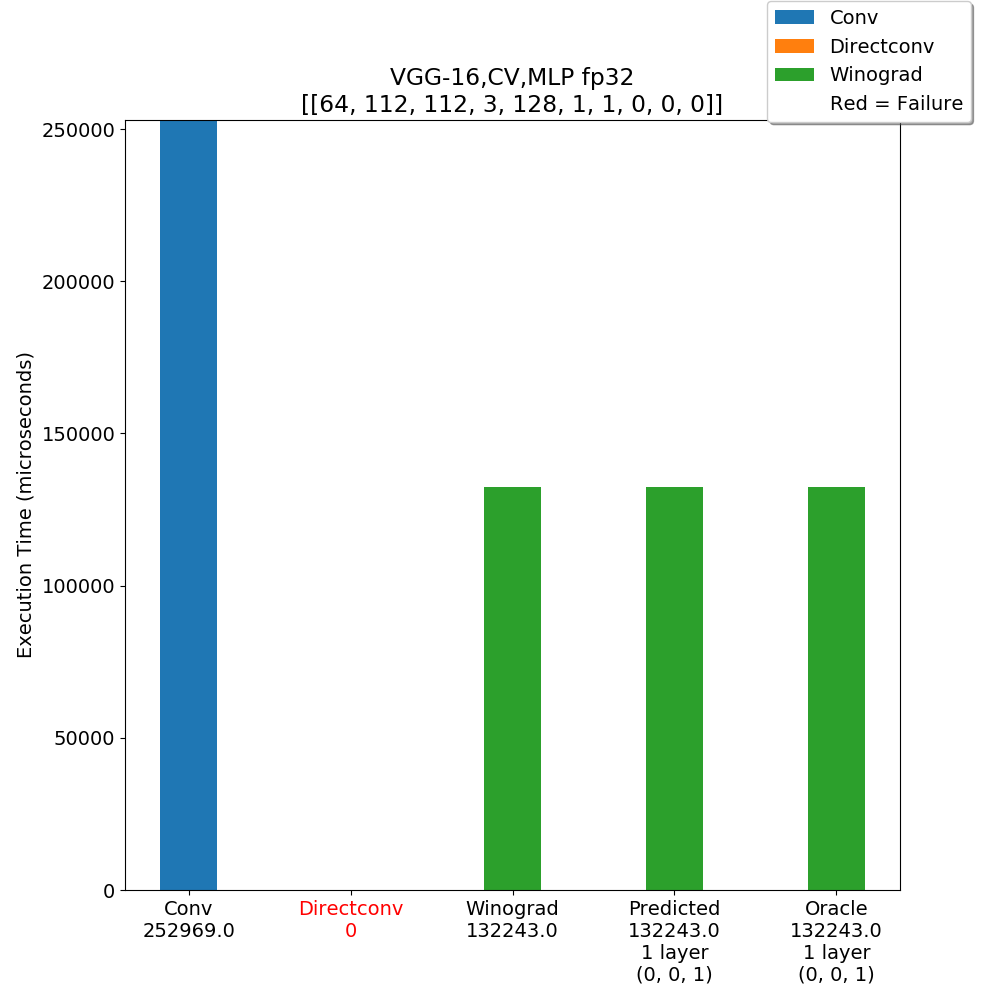 Conv
Directconv
Winograd
Red = Failure
VGG-16,CV,MLP fp32
[[64, 112, 112, 3, 128, 1, 1, 0, 0, 0]]
Execution Time (microseconds)
250000
200000
150000
100000
50000
0
Conv
252969.0
Directconv
0
Winograd
132243.0
Predicted
132243.0
1 layer
(0, 0, 1)
Oracle
132243.0
1 layer
(0, 0, 1)